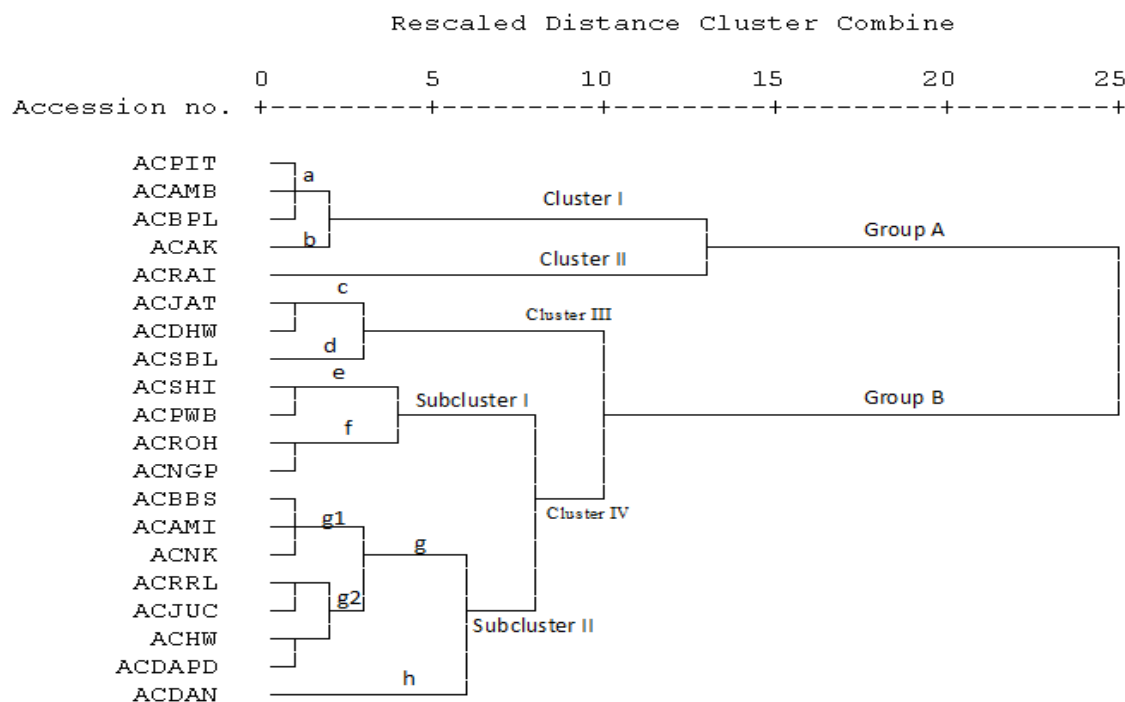 Rescaled Distance Cluster Combine
0 5 10 15 20 25
Accession no. +--------+--------+--------+--------+--------+
ACPIT
a
ACAMB
Cluster I
ACBPL
Group A
ACAK b
Cluster II
ACRAI
c
ACJAT
Cluster III
ACDHW
d
ACSBL
e
ACSHI
Subcluster I Group B
ACPWB
f
ACROH
ACNGP
ACBBS
Cluster IV
g1
ACAMI
g
ACNK
ACRRL
g2
ACJUC
Subcluster II
ACHW
ACDAPD
h
ACDAN